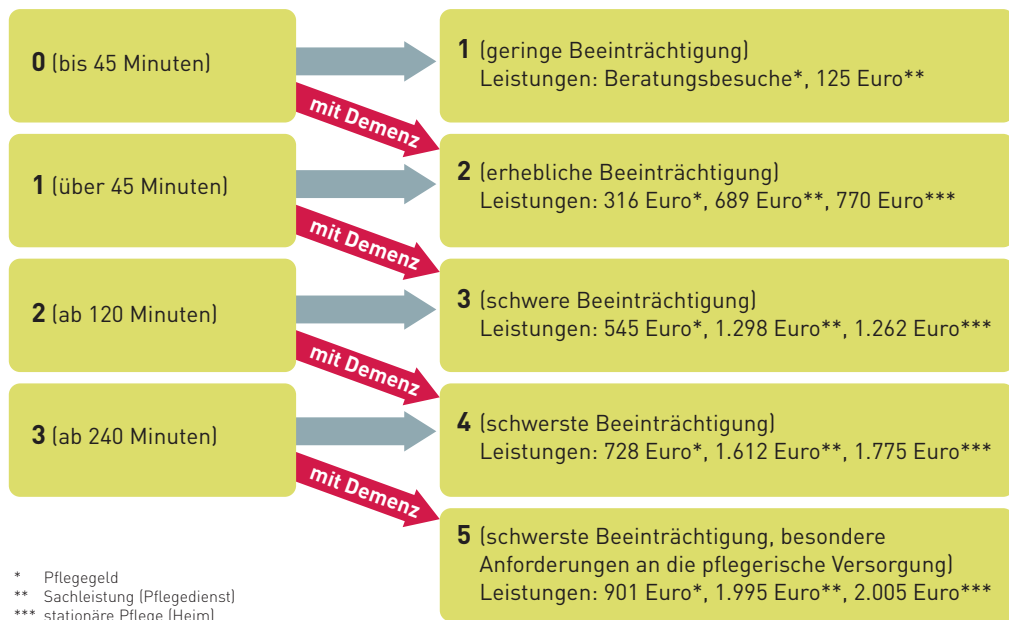 0 (bis 45 Minuten)
mit Demenz
1 (geringe Beeinträchtigung)
Leistungen: Beratungsbesuche*, 125 Euro**
1 (über 45 Minuten)
mit Demenz
2 (erhebliche Beeinträchtigung)
Leistungen: 316 Euro*, 689 Euro**, 770 Euro***
2 (ab 120 Minuten)
mit Demenz
3 (schwere Beeinträchtigung)
Leistungen: 545 Euro*, 1.298 Euro**, 1.262 Euro***
3 (ab 240 Minuten)
mit Demenz
4 (schwerste Beeinträchtigung)
Leistungen: 728 Euro*, 1.612 Euro**, 1.775 Euro***
5 (schwerste Beeinträchtigung, besondere
Anforderungen an die pflegerische Versorgung)
Leistungen: 901 Euro*, 1.995 Euro**, 2.005 Euro***
* Pflegegeld
** Sachleistung (Pflegedienst)
*** stationäre Pflege (Heim)